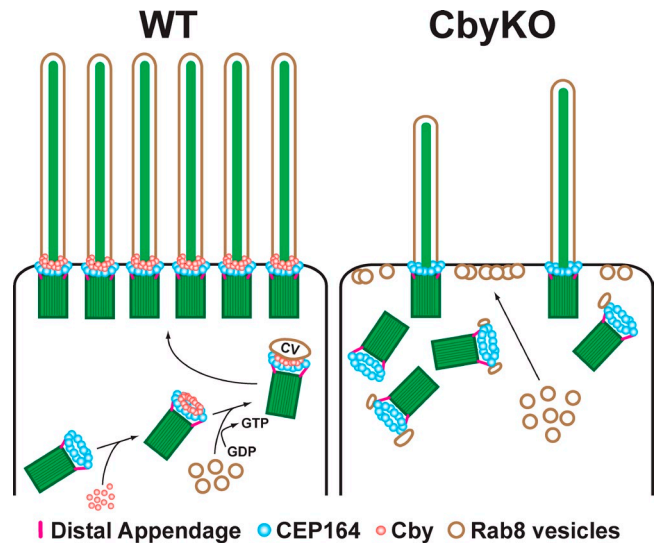 WT
CbyKO
CV
GTP
GDP
Distal Appendage CEP164 Cby Rab8 vesicles